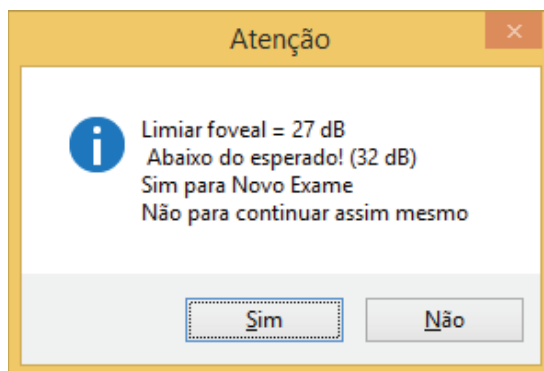 Atenção
Limiar foveal = 27 dB
Abaixo do esperado! (32 dB)
Sim para Novo Exame
Não para continuar assim mesmo
Sim
Não